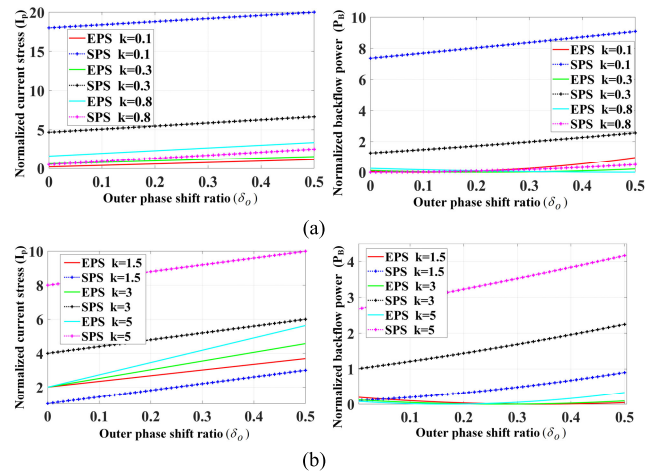 20
15
10
5
0
Normalized current stress (I_p)
EPS k=0.1
SPS k=0.1
EPS k=0.3
SPS k=0.3
EPS k=0.8
SPS k=0.8
0 0.1 0.2 0.3 0.4 0.5
Outer phase shift ratio (δ_o)
10
8
6
4
2
0
Normalized backflow power (P_B)
EPS k=0.1
SPS k=0.1
EPS k=0.3
SPS k=0.3
EPS k=0.8
SPS k=0.8
0 0.1 0.2 0.3 0.4 0.5
Outer phase shift ratio (δ_o)
(a)
10
8
6
4
2
Normalized current stress (I_p)
EPS k=1.5
SPS k=1.5
EPS k=3
SPS k=3
EPS k=5
SPS k=5
0 0.1 0.2 0.3 0.4 0.5
Outer phase shift ratio (δ_o)
4
3
2
1
0
Normalized backflow power (P_B)
EPS k=1.5
SPS k=1.5
EPS k=3
SPS k=3
EPS k=5
SPS k=5
0 0.1 0.2 0.3 0.4 0.5
Outer phase shift ratio (δ_o)
(b)